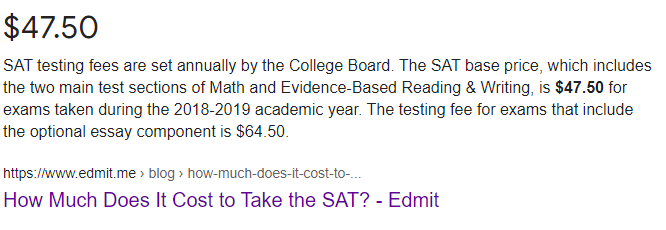 $47.50
SAT testing fees are set annually by the College Board. The SAT base price, which includes
the two main test sections of Math and Evidence-Based Reading & Writing, is $47.50 for
exams taken during the 2018-2019 academic year. The testing fee for exams that include
the optional essay component is $64.50.
https://www.edmit.me › blog › how-much-does-it-cost-to-...
How Much Does It Cost to Take the SAT? - Edmit